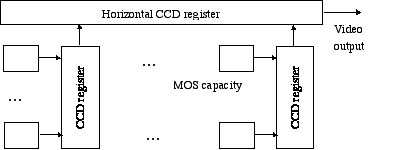 Horizontal CCD register
Video
output
...
MOS capacity
CCD register
CCD register
...
...